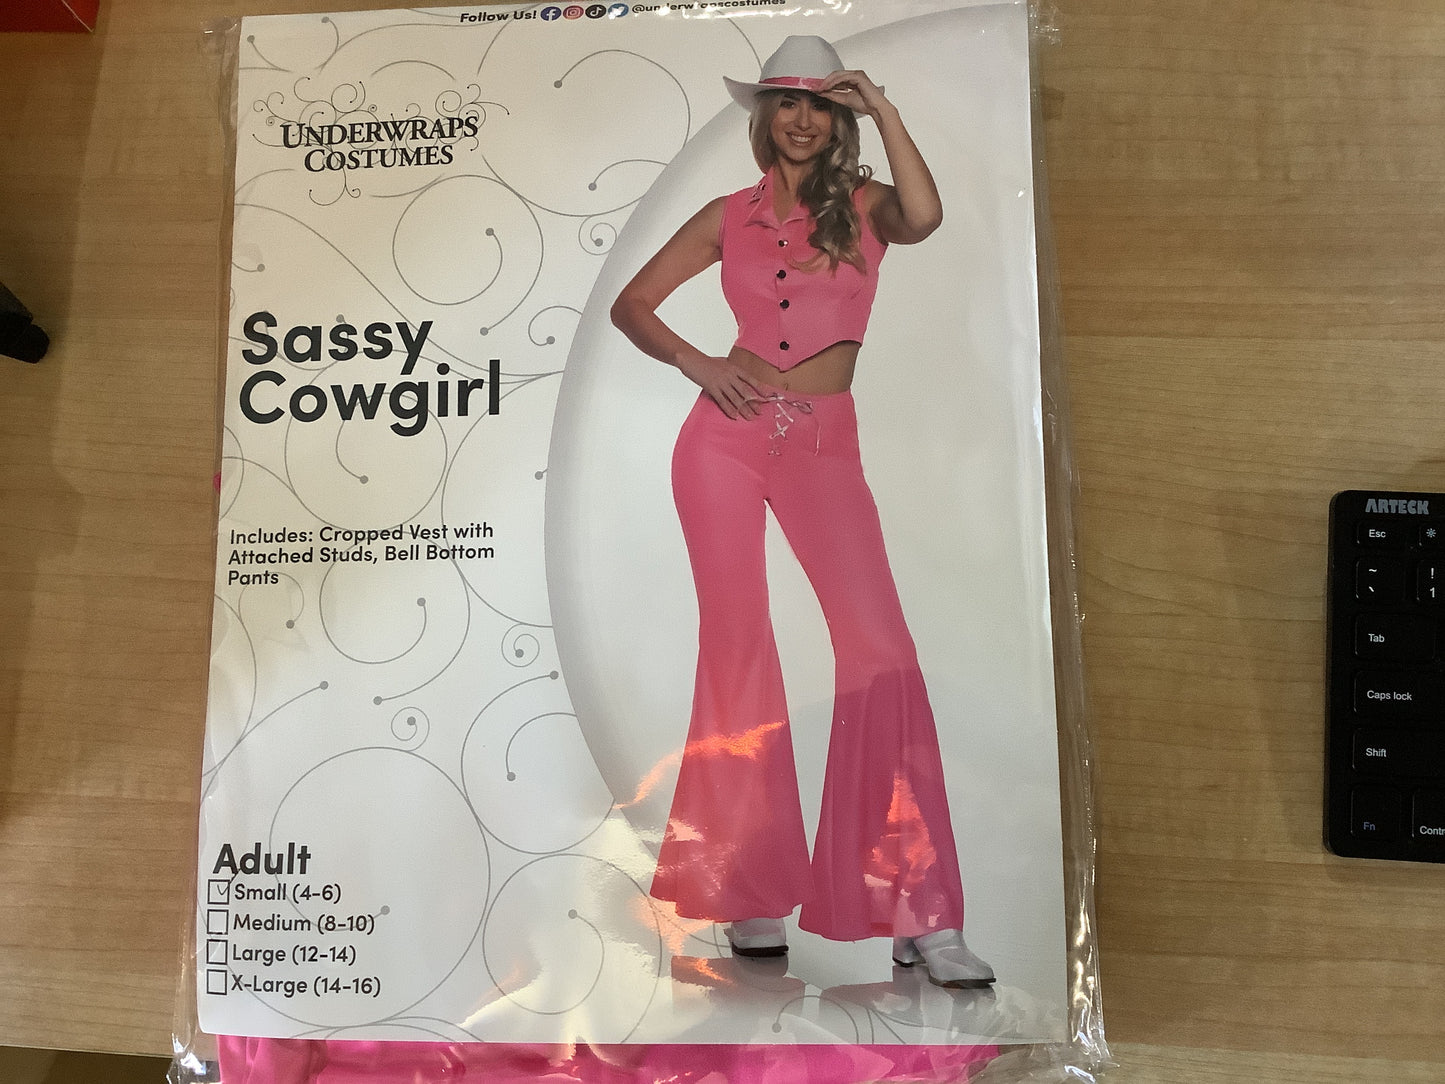 Follow Us! @underwrapscostumes
UNDERWRAPS
COSTUMES
Sassy
Cowgirl
Includes: Cropped Vest with
Attached Studs, Bell Bottom
Pants
Adult
Small (4-6)
Medium (8-10)
Large (12-14)
X-Large (14-16)
ARTECK
Esc
~ !
` 1
Tab
Caps lock
Shift
Fn